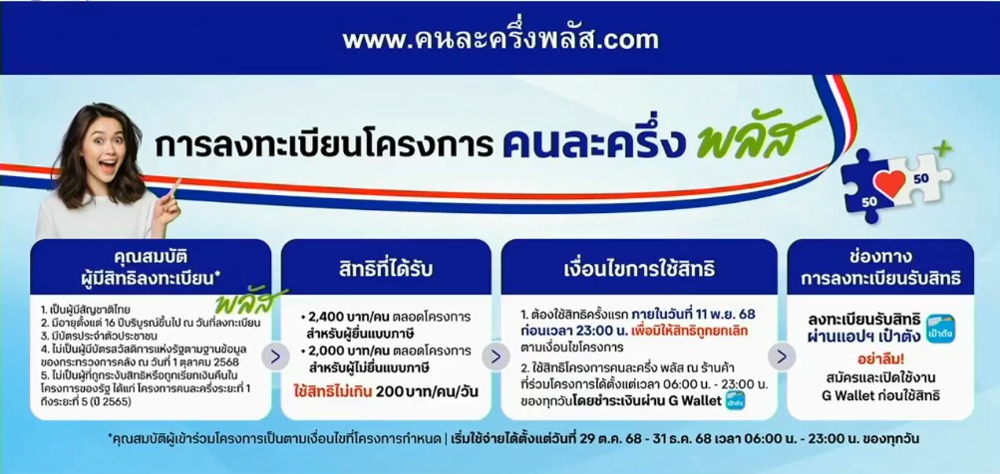 www.คนละครึ่งพลัส.com
การลงทะเบียนโครงการ คนละครึ่ง พลัส
50
50
คุณสมบัติ
ผู้มีสิทธิลงทะเบียน*
พลัส
1. เป็นผู้มีสัญชาติไทย
2. มีอายุตั้งแต่ 16 ปีบริบูรณ์ขึ้นไป ณ วันที่ลงทะเบียน
3. มีบัตรประจำตัวประชาชน
4. ไม่เป็นผู้มีบัตรสวัสดิการแห่งรัฐตามฐานข้อมูล
ของกระทรวงการคลัง ณ วันที่ 1 ตุลาคม 2568
5. ไม่เป็นผู้ที่ถูกระงับสิทธิหรือถูกเรียกเงินคืนใน
โครงการของรัฐ ได้แก่ โครงการคนละครึ่งระยะที่ 1
ถึงระยะที่ 5 (ปี 2565)
สิทธิที่ได้รับ
• 2,400 บาท/คน ตลอดโครงการ
สำหรับผู้ยื่นแบบภาษี
• 2,000 บาท/คน ตลอดโครงการ
สำหรับผู้ไม่ยื่นแบบภาษี
ใช้สิทธิไม่เกิน 200 บาท/คน/วัน
เงื่อนไขการใช้สิทธิ
1. ต้องใช้สิทธิครั้งแรก ภายในวันที่ 11 พ.ย. 68
ก่อนเวลา 23:00 น. เพื่อมิให้สิทธิถูกยกเลิก
ตามเงื่อนไขโครงการ
2. ใช้สิทธิโครงการคนละครึ่ง พลัส ณ ร้านค้า
ที่ร่วมโครงการได้ตั้งแต่เวลา 06:00 น. - 23:00 น.
ของทุกวันโดยชำระเงินผ่าน G Wallet เป๋าตัง
ช่องทาง
การลงทะเบียนรับสิทธิ
ลงทะเบียนรับสิทธิ
ผ่านแอปฯ เป๋าตัง เป๋าตัง
อย่าลืม!
สมัครและเปิดใช้งาน
G Wallet ก่อนใช้สิทธิ
*คุณสมบัติผู้เข้าร่วมโครงการเป็นตามเงื่อนไขที่โครงการกำหนด | เริ่มใช้จ่ายได้ตั้งแต่วันที่ 29 ต.ค. 68 - 31 ธ.ค. 68 เวลา 06:00 น. - 23:00 น. ของทุกวัน